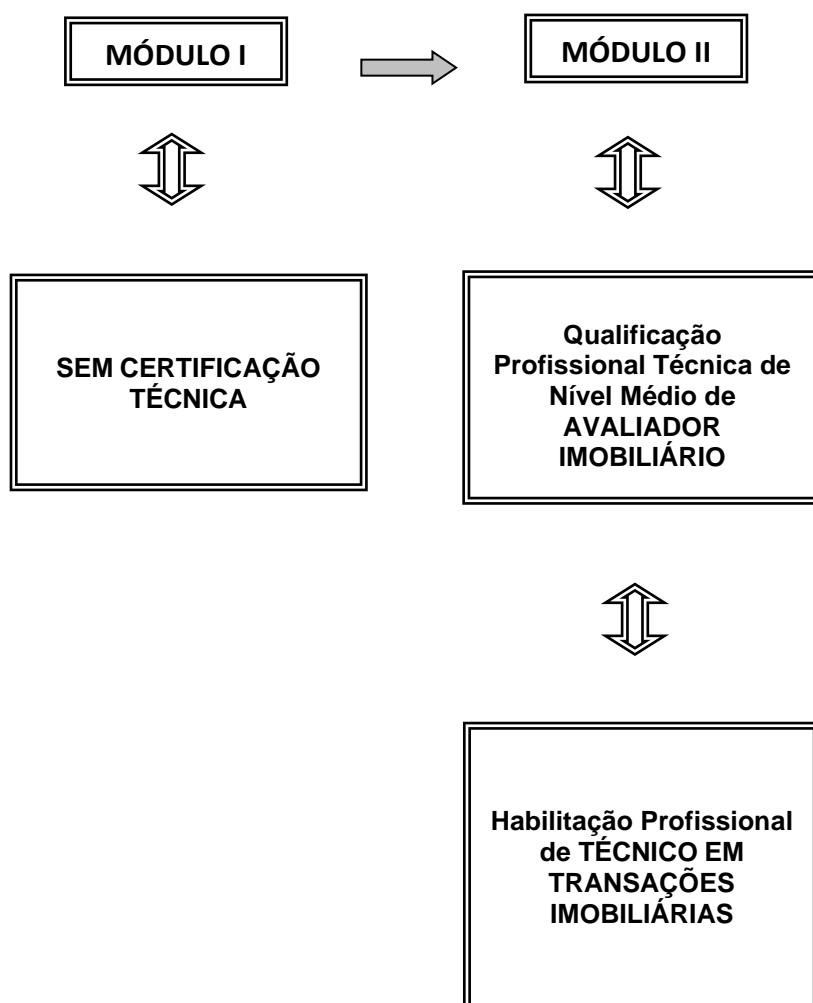 MÓDULO I
MÓDULO II
SEM CERTIFICAÇÃO
TÉCNICA
Qualificação
Profissional Técnica de
Nível Médio de
AVALIADOR
IMOBILIÁRIO
Habilitação Profissional
de TÉCNICO EM
TRANSAÇÕES
IMOBILIÁRIAS